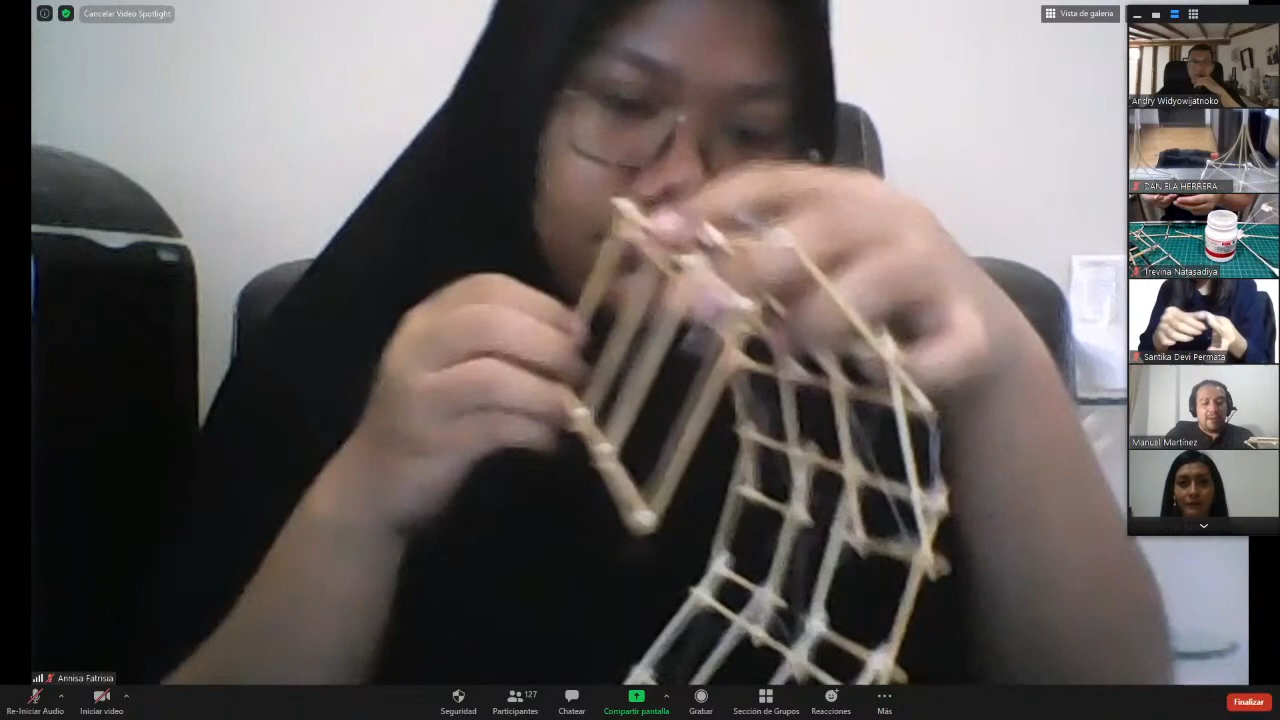 Cancelar Video Spotlight
Vista de galería
Andry Widyowijatnoko
DANIELA HERRERA
Trevina Natasadiya
Santika Devi Permata
Manuel Martínez
Annisa Fatrisia
Re-Iniciar Audio
Iniciar video
Seguridad
127
Participantes
Chatear
Compartir pantalla
Grabar
Sección de Grupos
Reacciones
Más
Finalizar